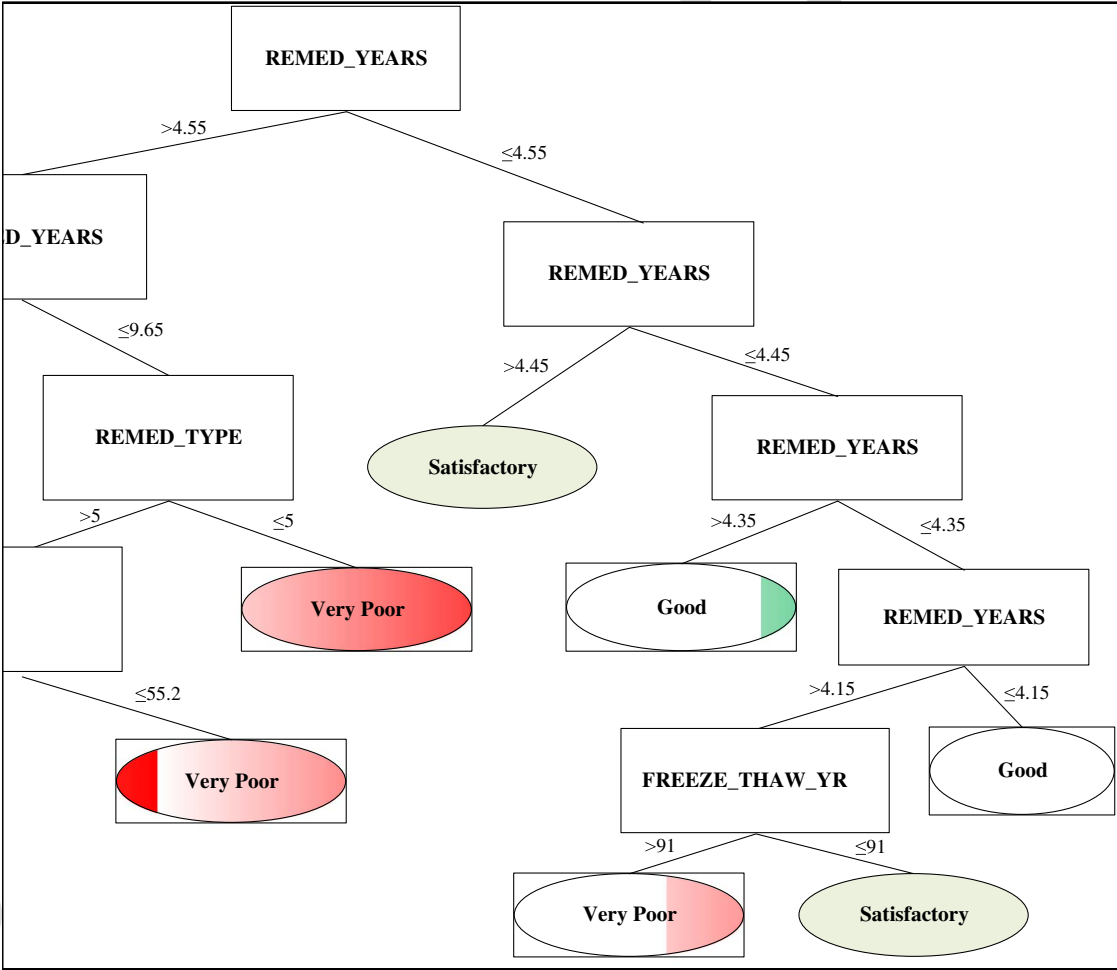 REMED_YEARS
>4.55
≤4.55
ED_YEARS
REMED_YEARS
≤9.65
>4.45
≤4.45
REMED_TYPE
Satisfactory
REMED_YEARS
>5
≤5
>4.35
≤4.35
Very Poor
Good
REMED_YEARS
≤55.2
>4.15
≤4.15
Very Poor
FREEZE_THAW_YR
Good
>91
≤91
Very Poor
Satisfactory